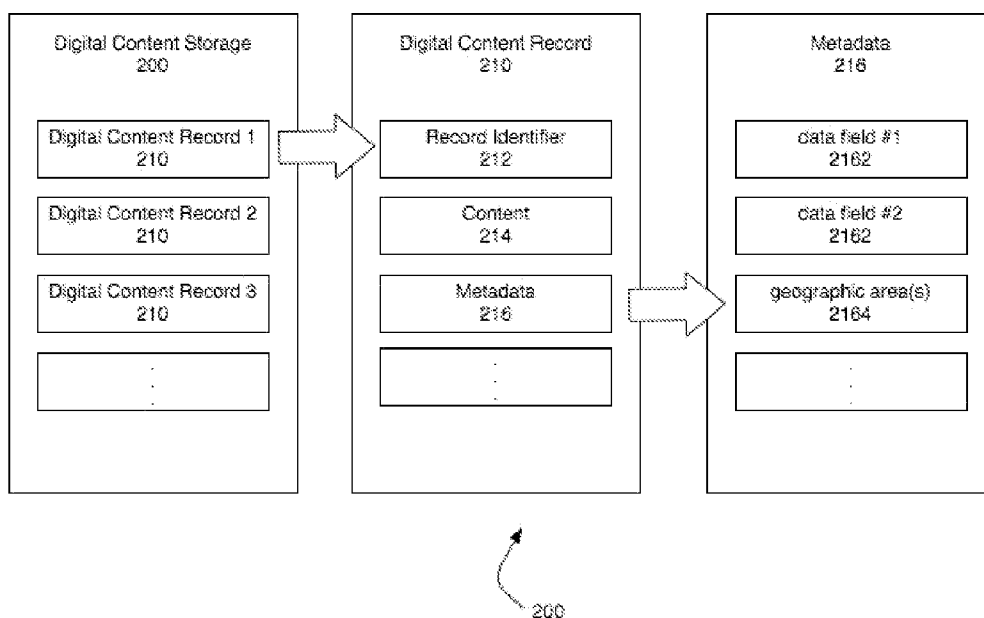 Digital Content Storage
200
Digital Content Record 1
210
Digital Content Record 2
210
Digital Content Record 3
210
.
.
.
Digital Content Record
210
Record Identifier
212
Content
214
Metadata
216
.
.
.
Metadata
216
data field #1
2162
data field #2
2162
geographic area(s)
2164
.
.
.
200